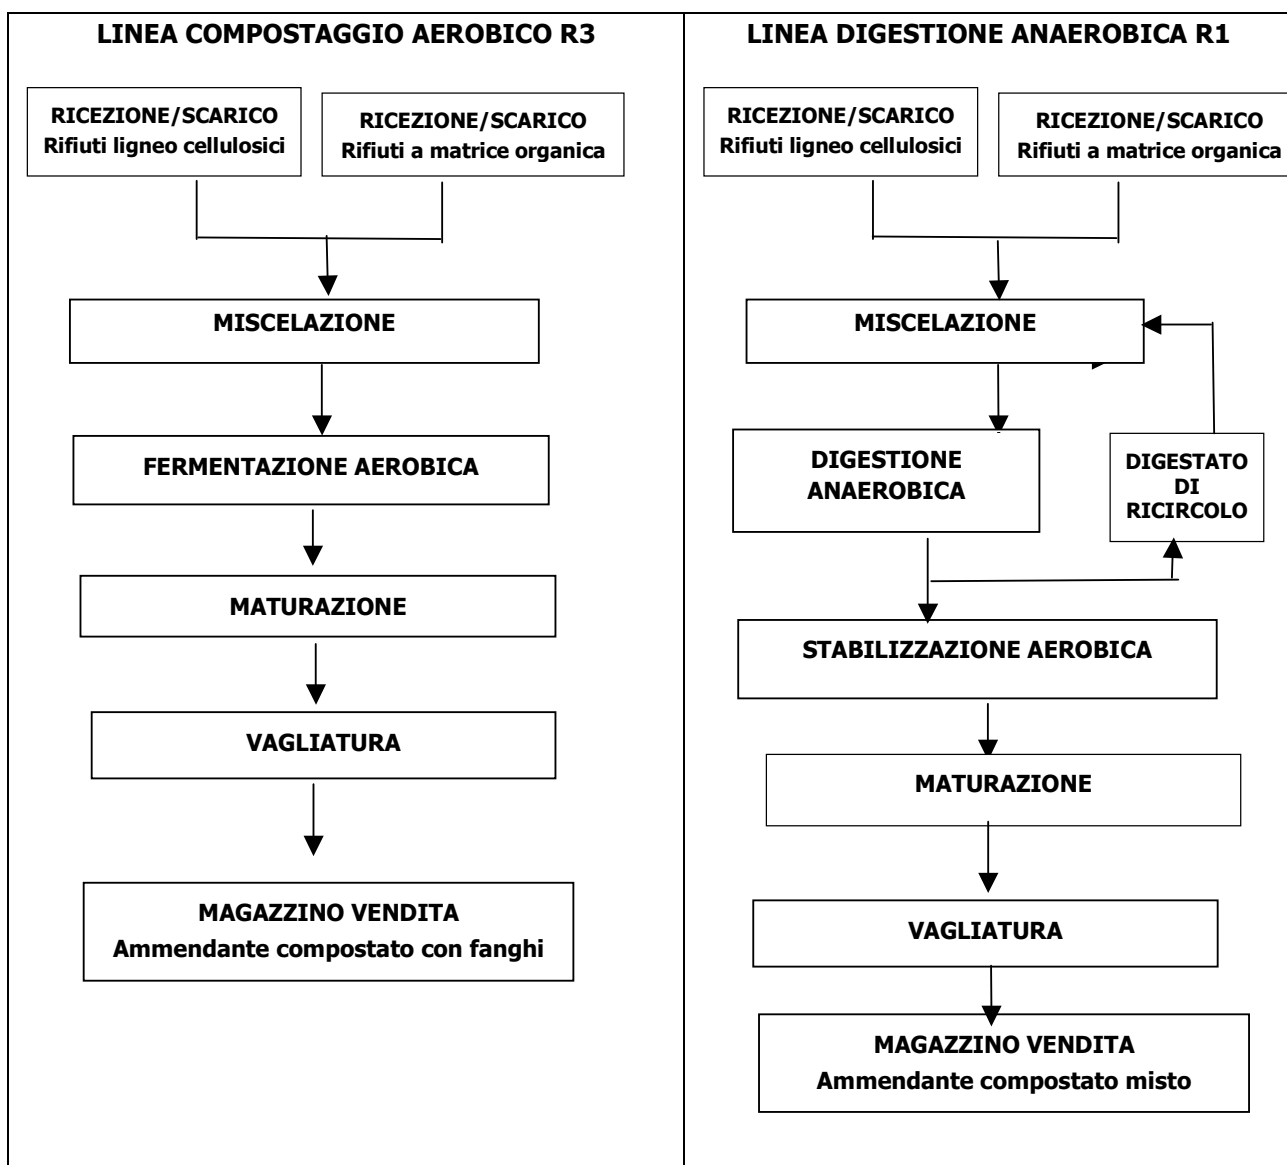 LINEA COMPOSTAGGIO AEROBICO R3
RICEZIONE/SCARICO
Rifiuti ligneo cellulosici
RICEZIONE/SCARICO
Rifiuti a matrice organica
MISCELAZIONE
FERMENTAZIONE AEROBICA
MATURAZIONE
VAGLIATURA
MAGAZZINO VENDITA
Ammendante compostato con fanghi
LINEA DIGESTIONE ANAEROBICA R1
RICEZIONE/SCARICO
Rifiuti ligneo cellulosici
RICEZIONE/SCARICO
Rifiuti a matrice organica
MISCELAZIONE
DIGESTIONE
ANAEROBICA
DIGESTATO
DI
RICIRCOLO
STABILIZZAZIONE AEROBICA
MATURAZIONE
VAGLIATURA
MAGAZZINO VENDITA
Ammendante compostato misto